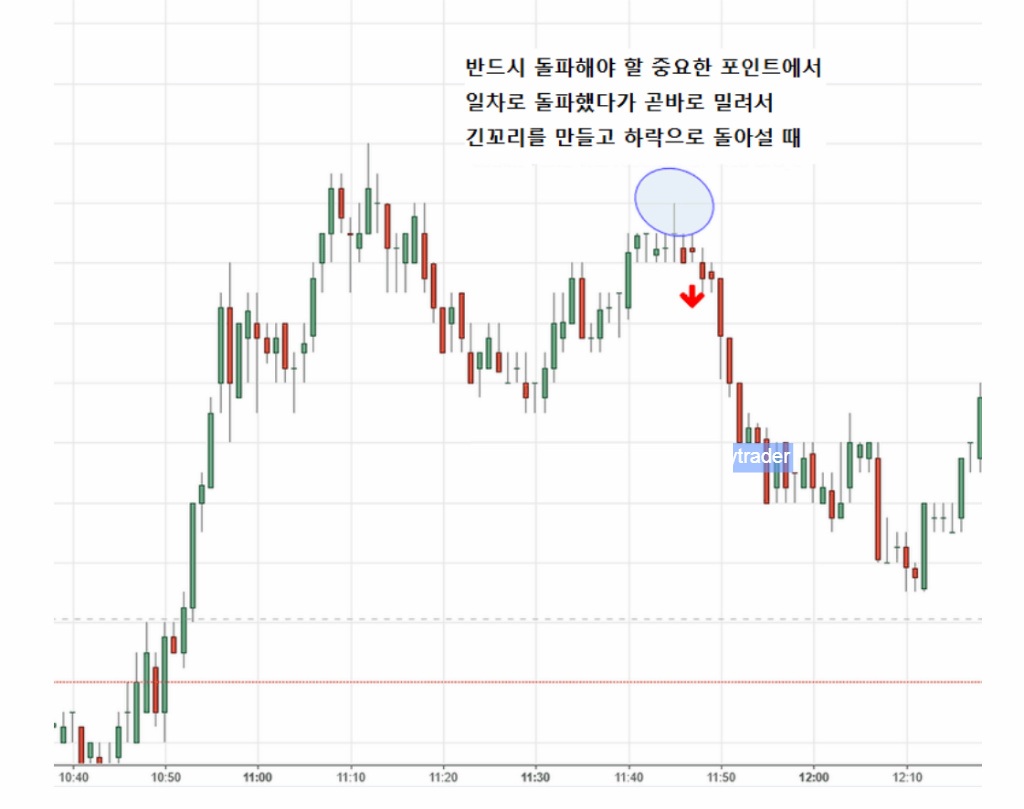 반드시 돌파해야 할 중요한 포인트에서
일차로 돌파했다가 곧바로 밀려서
긴꼬리를 만들고 하락으로 돌아설 때
ytrader
10:40 10:50 11:00 11:10 11:20 11:30 11:40 11:50 12:00 12:10